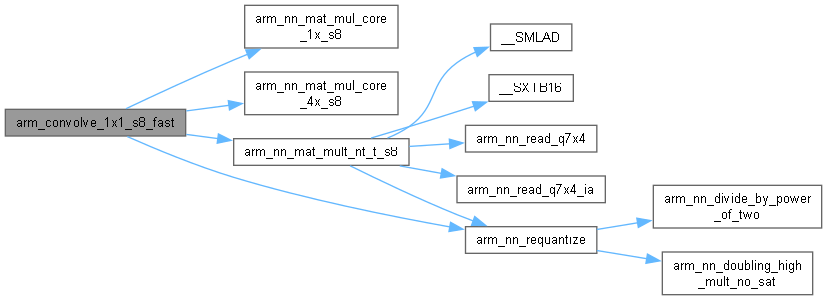 arm_nn_mat_mul_core
_1x_s8
__SMLAD
arm_nn_mat_mul_core
_4x_s8
__SXTB16
arm_convolve_1x1_s8_fast
arm_nn_mat_mult_nt_t_s8
arm_nn_read_q7x4
arm_nn_read_q7x4_ia
arm_nn_divide_by_power
_of_two
arm_nn_requantize
arm_nn_doubling_high
_mult_no_sat